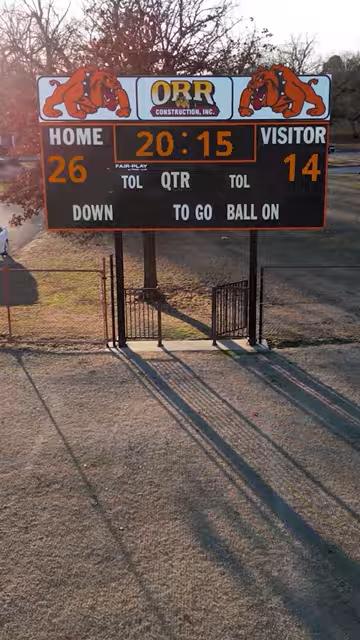 ORR
CONSTRUCTION, INC.
HOME 20:15 VISITOR
26 14
FAIR-PLAY
TOL QTR TOL
DOWN TO GO BALL ON